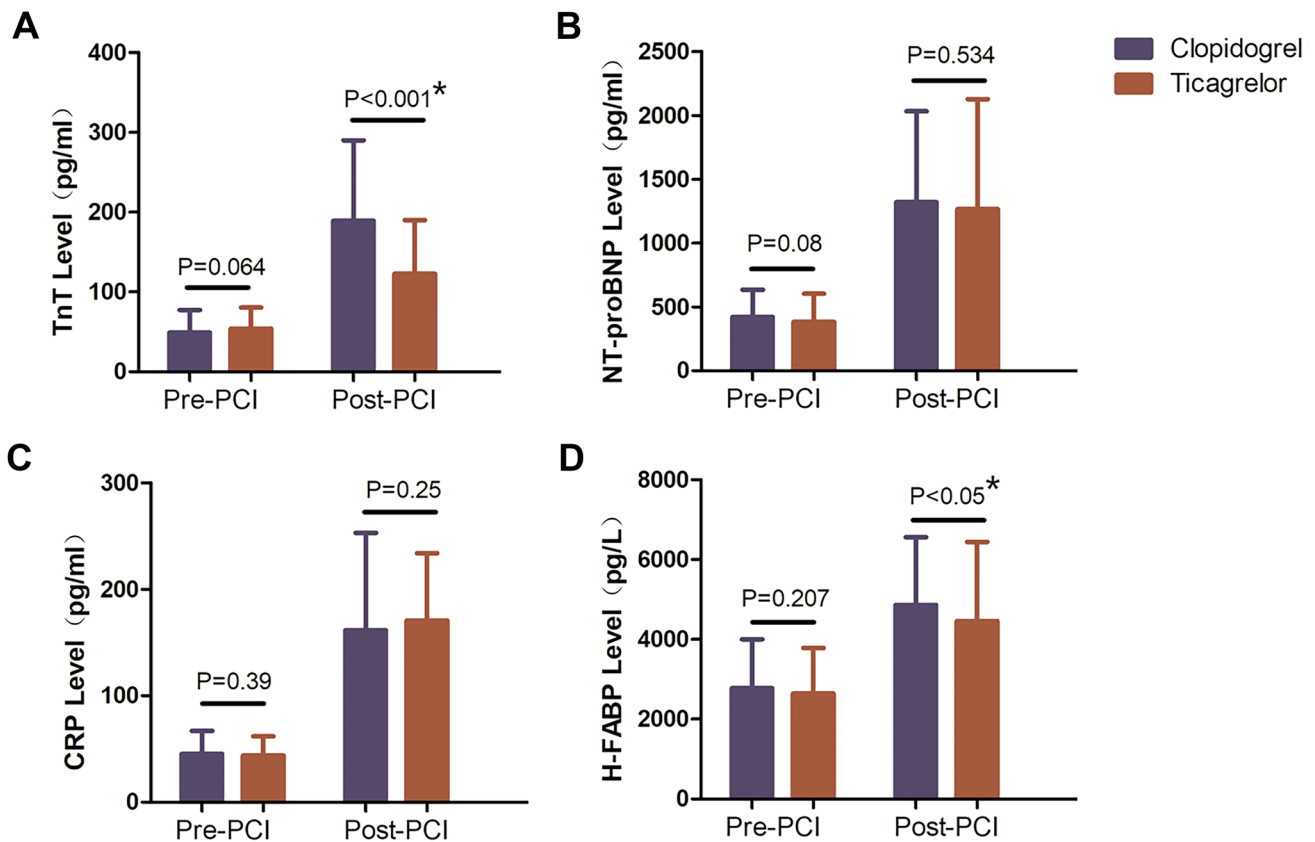 A
TnT Level（pg/ml）
400
300
200
100
0
P=0.064
P<0.001*
Pre-PCI
Post-PCI
B
NT-proBNP Level（pg/ml）
2500
2000
1500
1000
500
0
P=0.08
P=0.534
Pre-PCI
Post-PCI
Clopidogrel
Ticagrelor
C
CRP Level（pg/ml）
300
200
100
0
P=0.39
P=0.25
Pre-PCI
Post-PCI
D
H-FABP Level（pg/L）
8000
6000
4000
2000
0
P=0.207
P<0.05*
Pre-PCI
Post-PCI